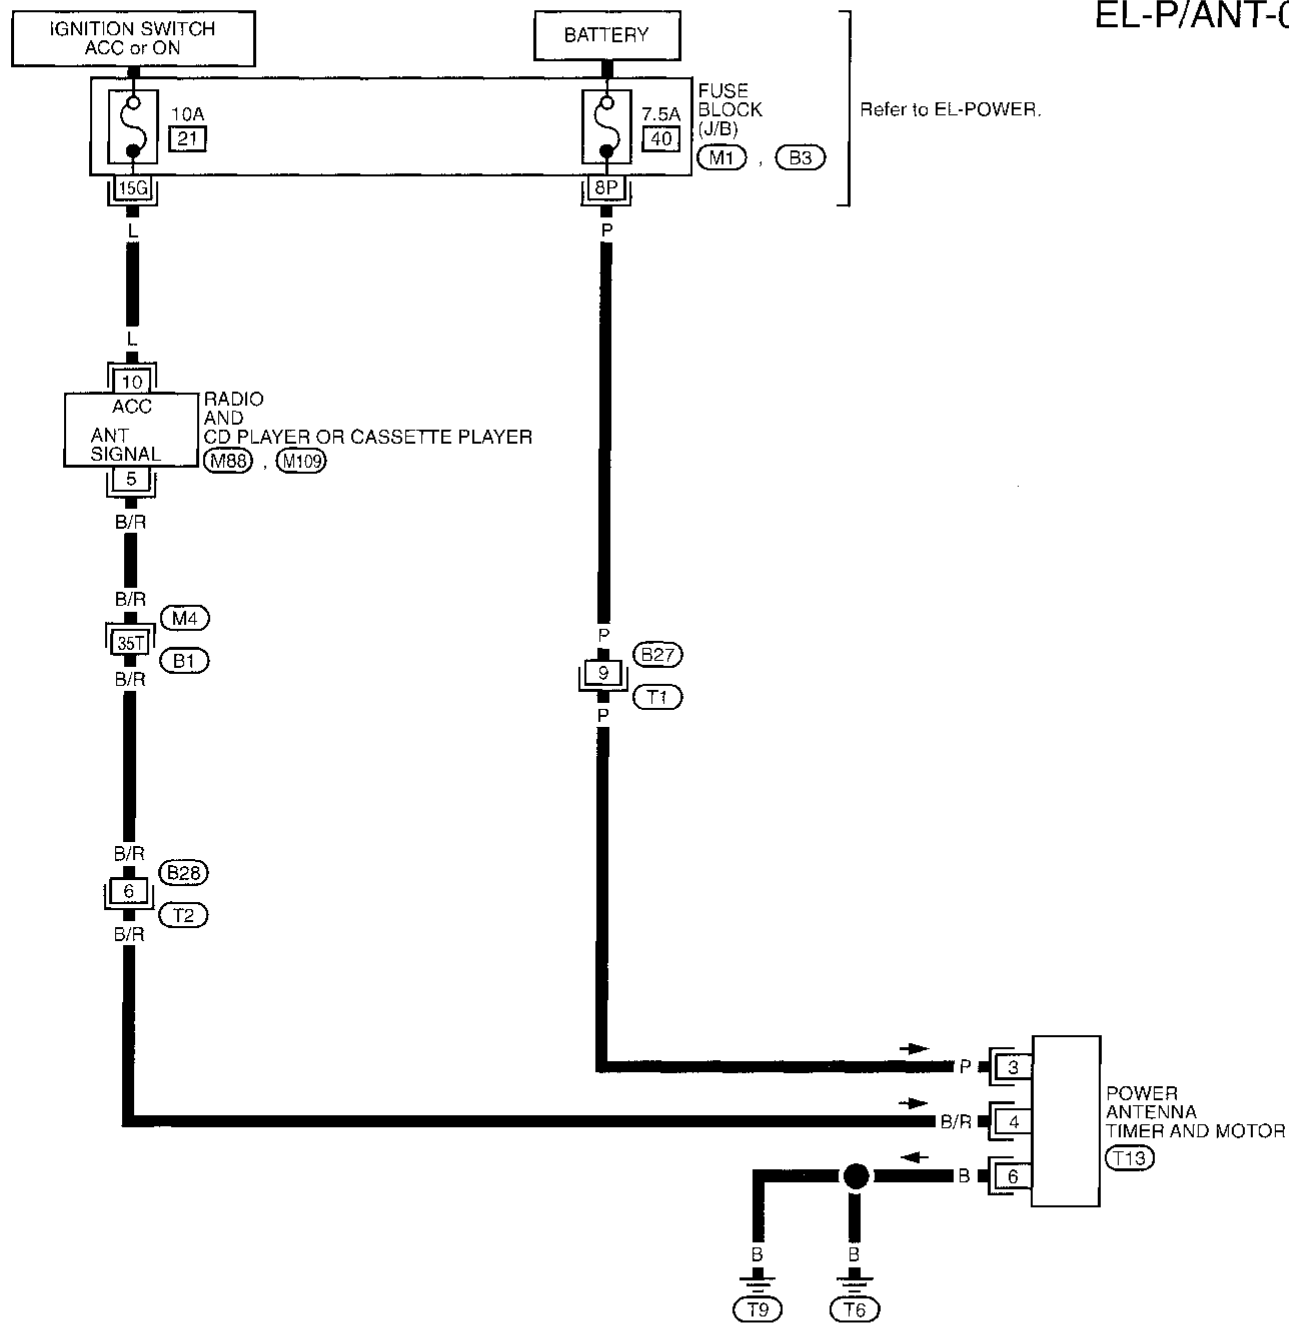 EL-P/ANT-0
IGNITION SWITCH
ACC or ON
BATTERY
10A
21
7.5A
40
FUSE
BLOCK
(J/B)
M1 , B3
Refer to EL-POWER.
15G
8P
L
P
L
10
ACC
ANT
SIGNAL
RADIO
AND
CD PLAYER OR CASSETTE PLAYER
M88 , M109
5
B/R
B/R
M4
35T
B1
B/R
P
B27
9
T1
P
B/R
B28
6
T2
B/R
P
3
B/R
4
B
6
POWER
ANTENNA
TIMER AND MOTOR
T13
B
B
T9
T6